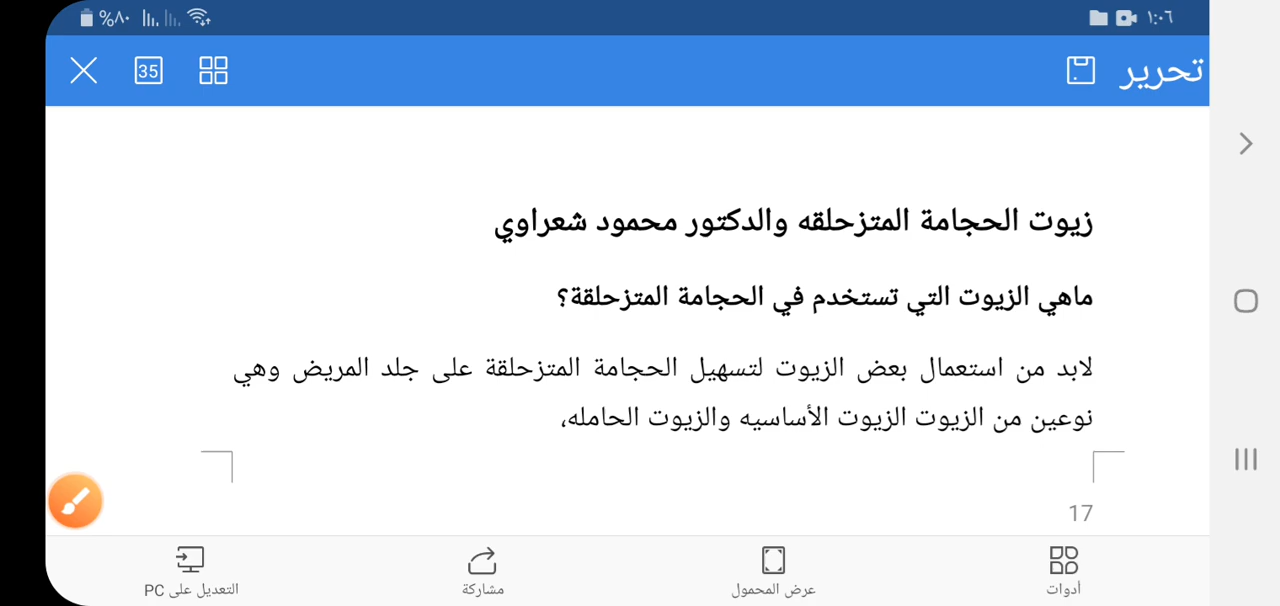 ١:٠٦
%٨٠
تحرير
35
زيوت الحجامة المتزحلقه والدكتور محمود شعراوي
ماهي الزيوت التي تستخدم في الحجامة المتزحلقة؟
لابد من استعمال بعض الزيوت لتسهيل الحجامة المتزحلقة على جلد المريض وهي
نوعين من الزيوت الزيوت الأساسيه والزيوت الحامله،
17
أدوات
عرض المحمول
مشاركة
التعديل على PC